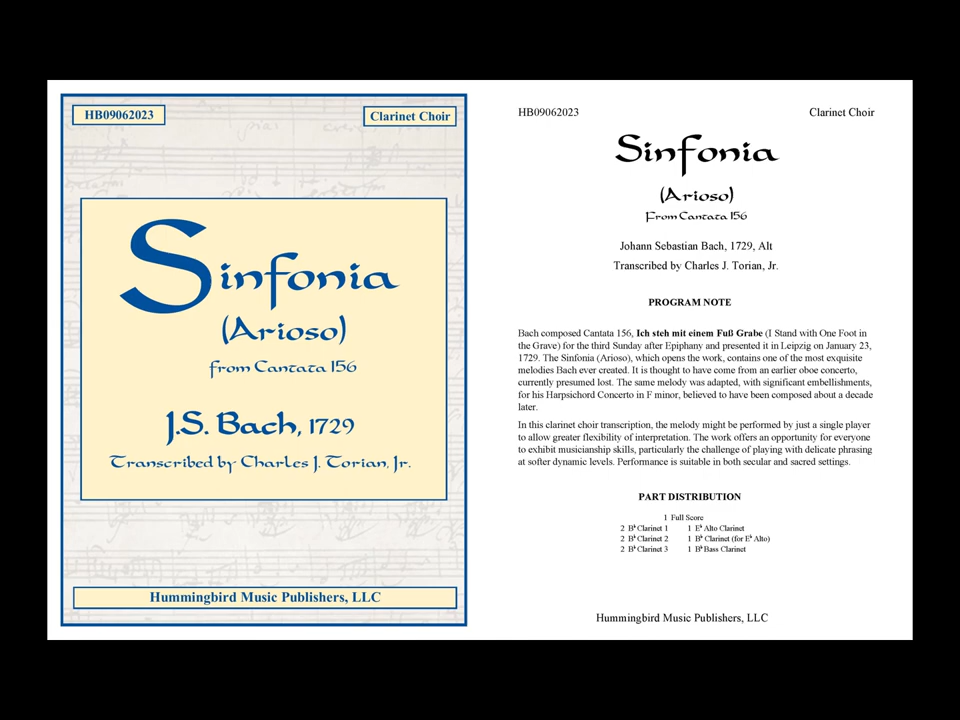 HB09062023
Clarinet Choir
Sinfonia
(Arioso)
from Cantata 156
J.S. Bach, 1729
Transcribed by Charles J. Torian, Jr.
Hummingbird Music Publishers, LLC
HB09062023
Clarinet Choir
Sinfonia
(Arioso)
From Cantata 156
Johann Sebastian Bach, 1729, Alt
Transcribed by Charles J. Torian, Jr.
PROGRAM NOTE
Bach composed Cantata 156, Ich steh mit einem Fuß Grabe (I Stand with One Foot in
the Grave) for the third Sunday after Epiphany and presented it in Leipzig on January 23,
1729. The Sinfonia (Arioso), which opens the work, contains one of the most exquisite
melodies Bach ever created. It is thought to have come from an earlier oboe concerto,
currently presumed lost. The same melody was adapted, with significant embellishments,
for his Harpsichord Concerto in F minor, believed to have been composed about a decade
later.
In this clarinet choir transcription, the melody might be performed by just a single player
to allow greater flexibility of interpretation. The work offers an opportunity for everyone
to exhibit musicianship skills, particularly the challenge of playing with delicate phrasing
at softer dynamic levels. Performance is suitable in both secular and sacred settings.
PART DISTRIBUTION
1 Full Score
2 B♭ Clarinet 1 1 E♭ Alto Clarinet
2 B♭ Clarinet 2 1 B♭ Clarinet (for E♭ Alto)
2 B♭ Clarinet 3 1 B♭ Bass Clarinet
Hummingbird Music Publishers, LLC